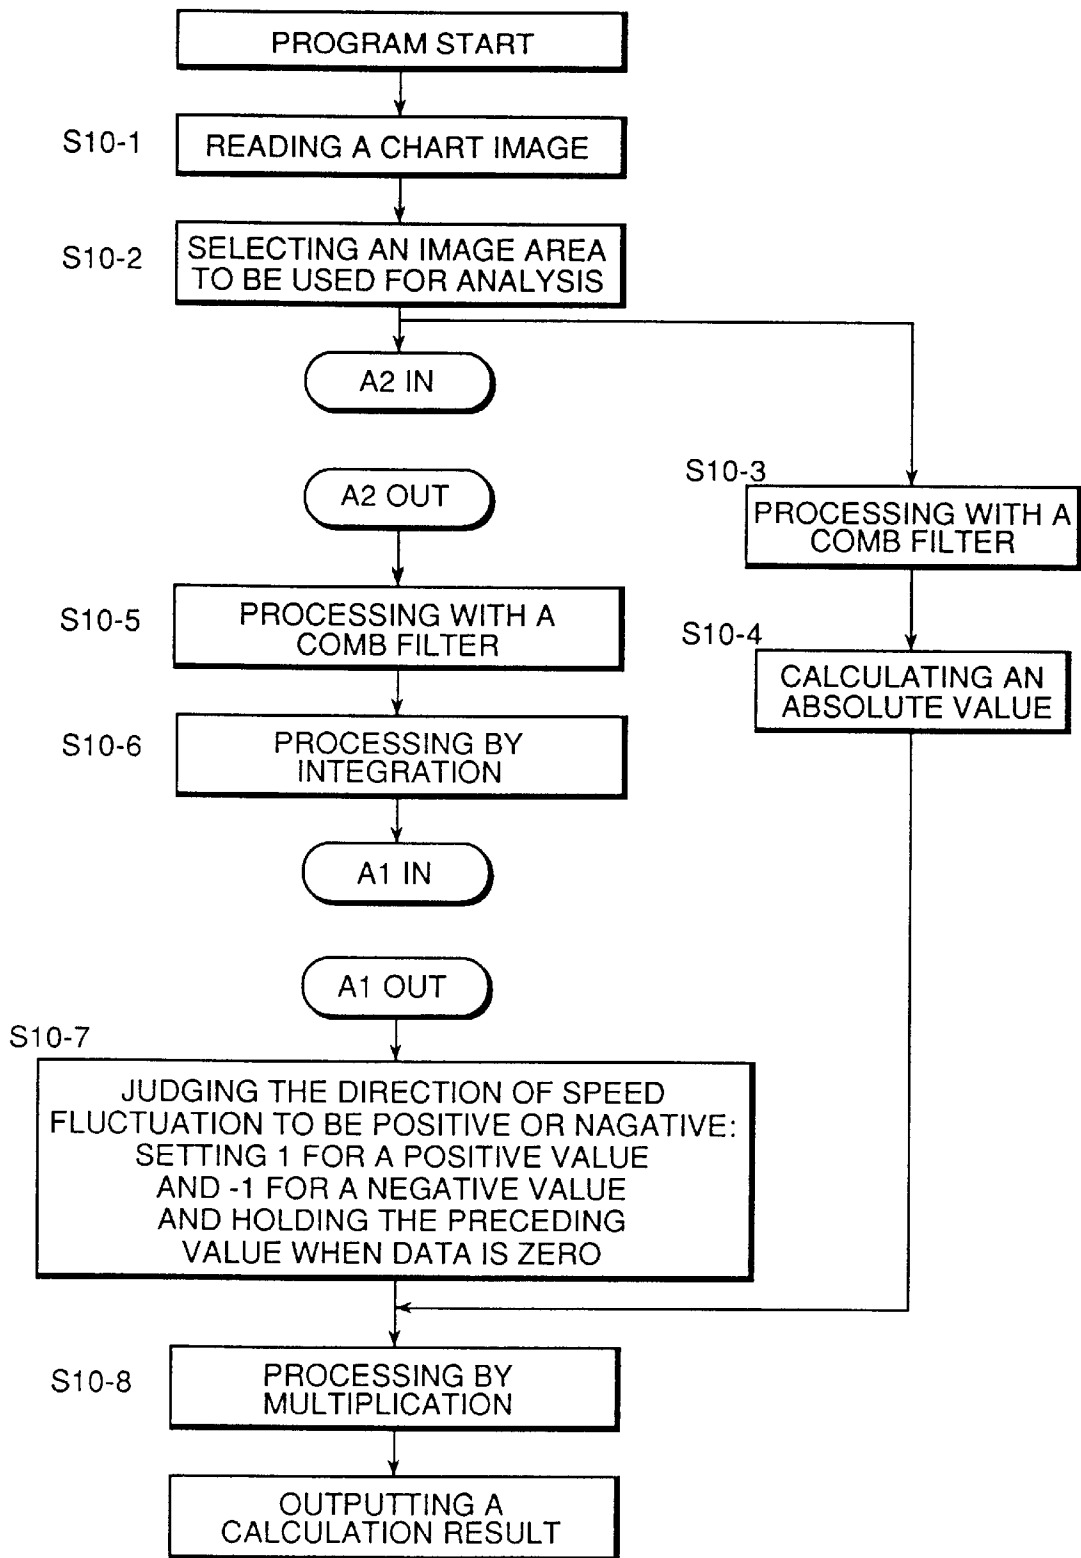 PROGRAM START
S10-1
READING A CHART IMAGE
S10-2
SELECTING AN IMAGE AREA
TO BE USED FOR ANALYSIS
A2 IN
A2 OUT
S10-3
PROCESSING WITH A
COMB FILTER
S10-5
PROCESSING WITH A
COMB FILTER
S10-4
CALCULATING AN
ABSOLUTE VALUE
S10-6
PROCESSING BY
INTEGRATION
A1 IN
A1 OUT
S10-7
JUDGING THE DIRECTION OF SPEED
FLUCTUATION TO BE POSITIVE OR NAGATIVE:
SETTING 1 FOR A POSITIVE VALUE
AND -1 FOR A NEGATIVE VALUE
AND HOLDING THE PRECEDING
VALUE WHEN DATA IS ZERO
S10-8
PROCESSING BY
MULTIPLICATION
OUTPUTTING A
CALCULATION RESULT